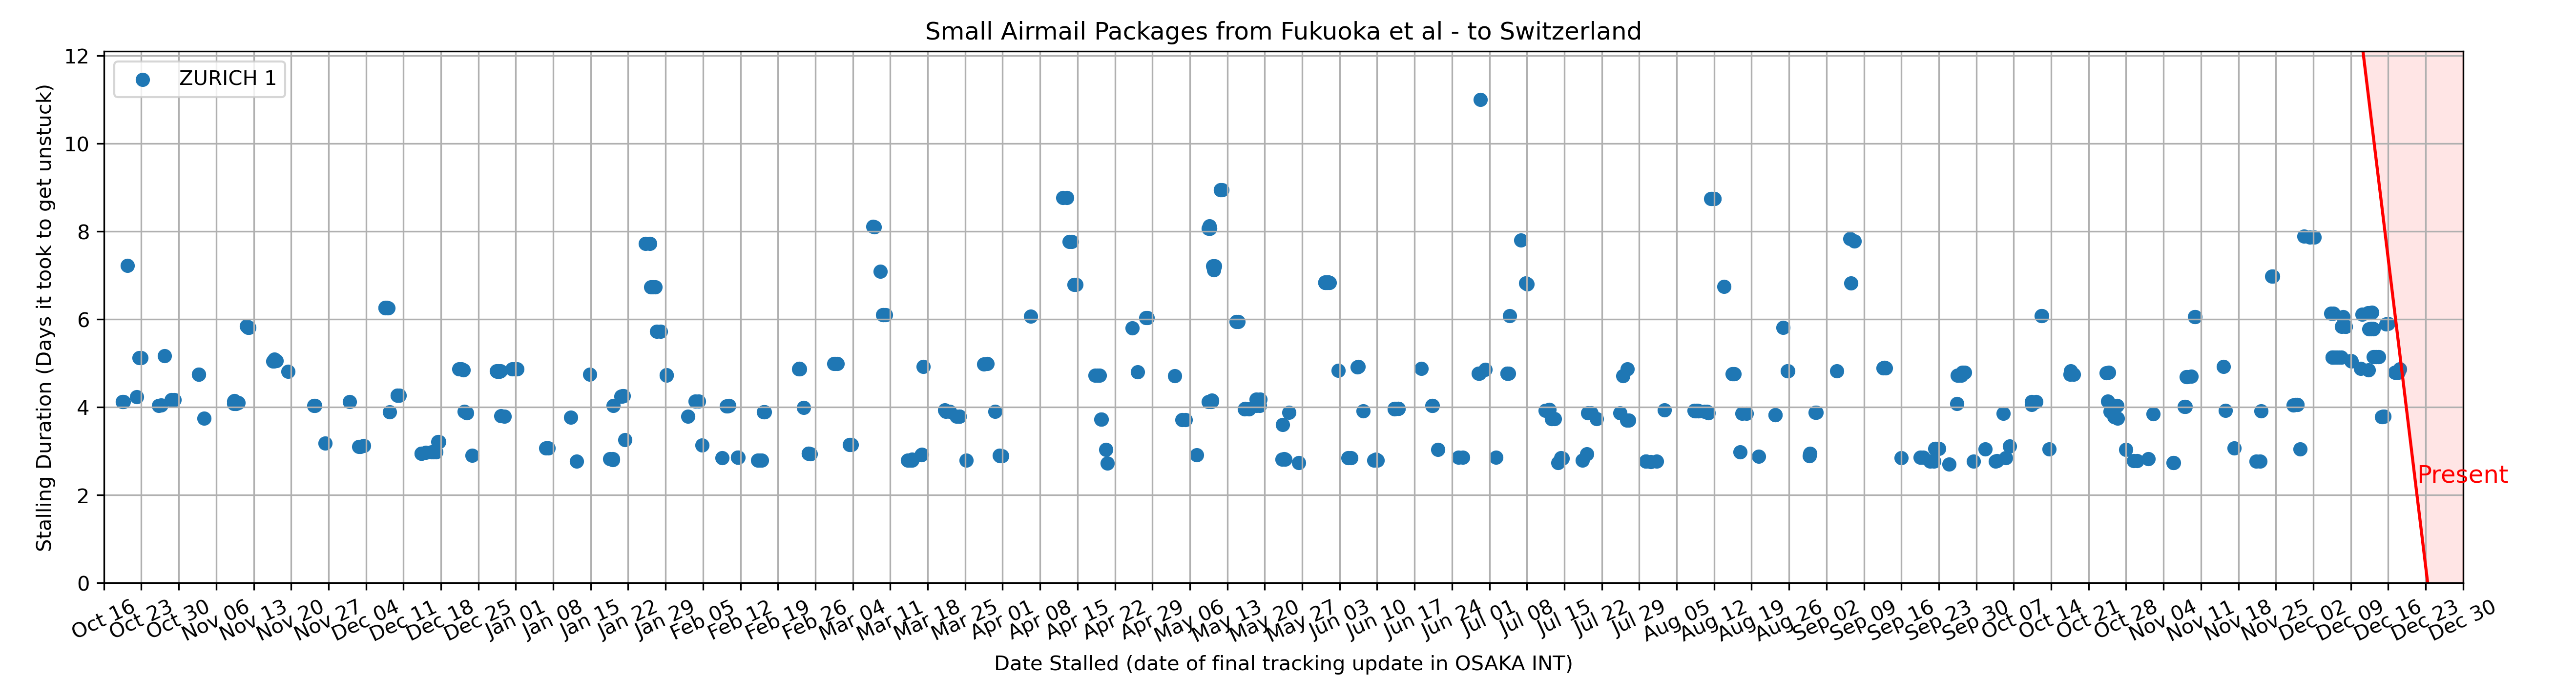 Small Airmail Packages from Fukuoka et al - to Switzerland
ZURICH 1
Stalling Duration (Days it took to get unstuck)
12
10
8
6
4
2
0
Present
Oct 16 Oct 23 Oct 30 Nov 06 Nov 13 Nov 20 Nov 27 Dec 04 Dec 11 Dec 18 Dec 25 Jan 01 Jan 08 Jan 15 Jan 22 Jan 29 Feb 05 Feb 12 Feb 19 Feb 26 Mar 04 Mar 11 Mar 18 Mar 25 Apr 01 Apr 08 Apr 15 Apr 22 Apr 29 May 06 May 13 May 20 May 27 Jun 03 Jun 10 Jun 17 Jun 24 Jul 01 Jul 08 Jul 15 Jul 22 Jul 29 Aug 05 Aug 12 Aug 19 Aug 26 Sep 02 Sep 09 Sep 16 Sep 23 Sep 30 Oct 07 Oct 14 Oct 21 Oct 28 Nov 04 Nov 11 Nov 18 Nov 25 Dec 02 Dec 09 Dec 16 Dec 23 Dec 30
Date Stalled (date of final tracking update in OSAKA INT)